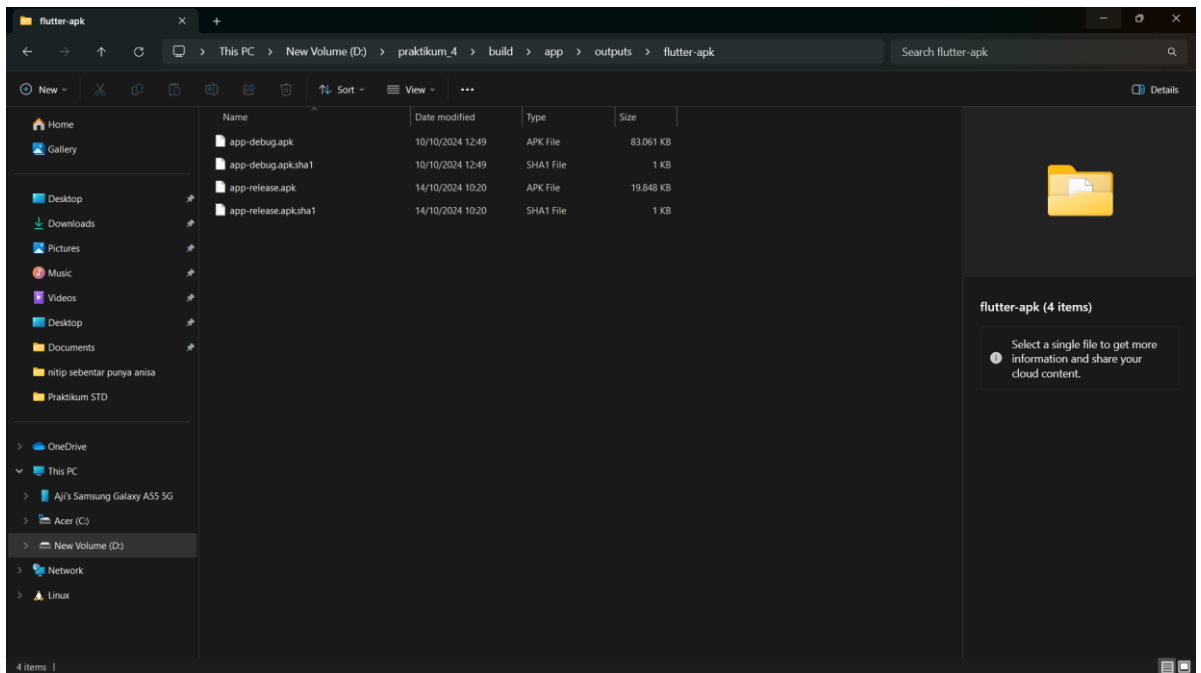 flutter-apk
This PC > New Volume (D:) > praktikum_4 > build > app > outputs > flutter-apk
Search flutter-apk
New
Sort
View
Details
Home
Gallery
Desktop
Downloads
Pictures
Music
Videos
Desktop
Documents
nitip sebentar punya anisa
Praktikum STD
OneDrive
This PC
Aji's Samsung Galaxy A55 5G
Acer (C:)
New Volume (D:)
Network
Linux
Name Date modified Type Size
app-debug.apk 10/10/2024 12:49 APK File 83.061 KB
app-debug.apk.sha1 10/10/2024 12:49 SHA1 File 1 KB
app-release.apk 14/10/2024 10:20 APK File 19.848 KB
app-release.apk.sha1 14/10/2024 10:20 SHA1 File 1 KB
flutter-apk (4 items)
Select a single file to get more
information and share your
cloud content.
4 items